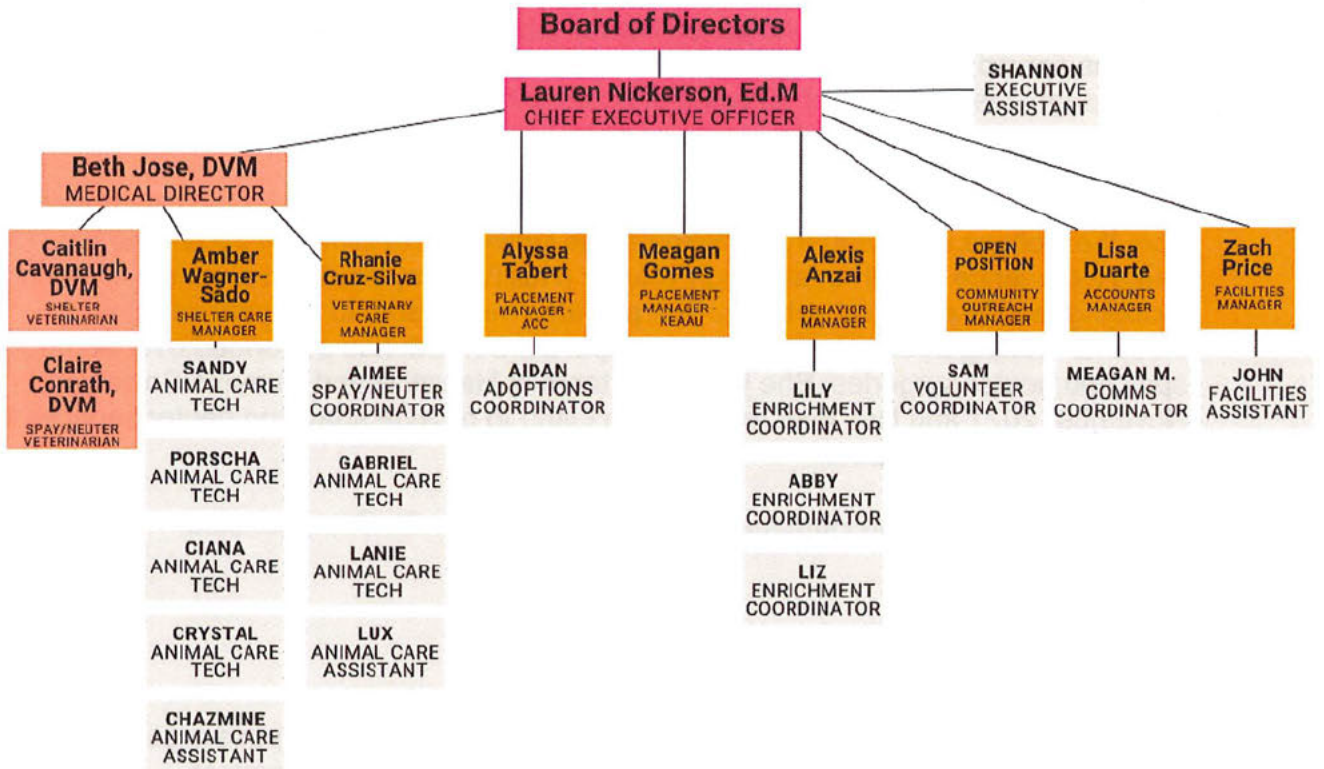 Board of Directors
Lauren Nickerson, Ed.M
CHIEF EXECUTIVE OFFICER
SHANNON
EXECUTIVE
ASSISTANT
Beth Jose, DVM
MEDICAL DIRECTOR
Caitlin
Cavanaugh,
DVM
SHELTER
VETERINARIAN
Claire
Conrath,
DVM
SPAY/NEUTER
VETERINARIAN
Amber
Wagner-
Sado
SHELTER CARE
MANAGER
SANDY
ANIMAL CARE
TECH
PORSCHA
ANIMAL CARE
TECH
CIANA
ANIMAL CARE
TECH
CRYSTAL
ANIMAL CARE
TECH
CHAZMINE
ANIMAL CARE
ASSISTANT
Rhanie
Cruz-Silva
VETERINARY
CARE
MANAGER
AIMEE
SPAY/NEUTER
COORDINATOR
GABRIEL
ANIMAL CARE
TECH
LANIE
ANIMAL CARE
TECH
LUX
ANIMAL CARE
ASSISTANT
Alyssa
Tabert
PLACEMENT
MANAGER-
ACC
AIDAN
ADOPTIONS
COORDINATOR
Meagan
Gomes
PLACEMENT
MANAGER-
KEAAU
Alexis
Anzai
BEHAVIOR
MANAGER
LILY
ENRICHMENT
COORDINATOR
ABBY
ENRICHMENT
COORDINATOR
LIZ
ENRICHMENT
COORDINATOR
OPEN
POSITION
COMMUNITY
OUTREACH
MANAGER
SAM
VOLUNTEER
COORDINATOR
Lisa
Duarte
ACCOUNTS
MANAGER
MEAGAN M.
COMMS
COORDINATOR
Zach
Price
FACILITIES
MANAGER
JOHN
FACILITIES
ASSISTANT